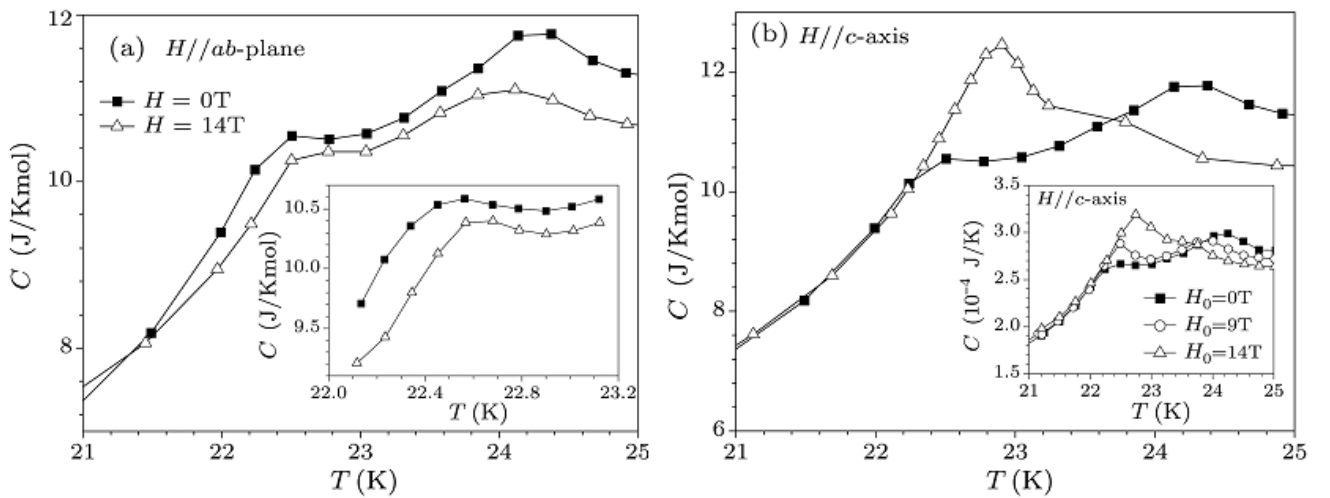 (a) H//ab-plane
H = 0T
H = 14T
C (J/Kmol)
12
10
8
21 22 23 24 25
T (K)
C (J/Kmol)
10.5
10.0
9.5
22.0 22.4 22.8 23.2
T (K)
(b) H//c-axis
C (J/Kmol)
12
10
8
6
21 22 23 24 25
T (K)
H//c-axis
C (10⁻⁴ J/K)
3.5
3.0
2.5
2.0
1.5
H₀=0T
H₀=9T
H₀=14T
21 22 23 24 25
T (K)